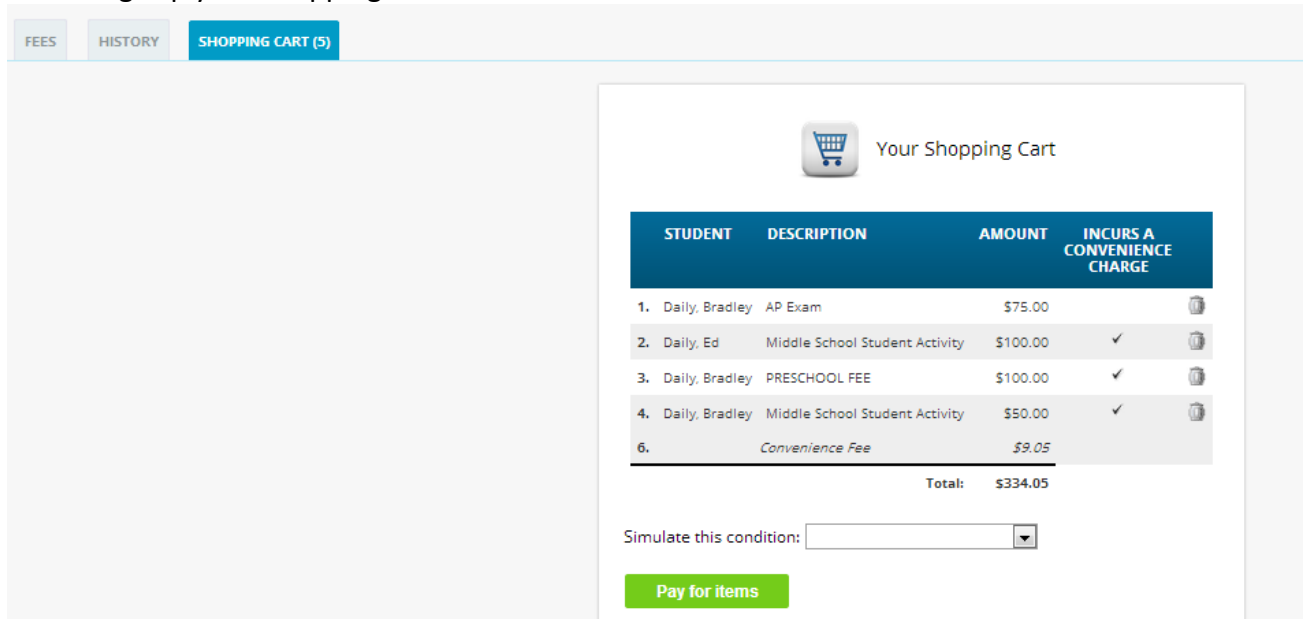 FEES HISTORY SHOPPING CART (5)
Your Shopping Cart
STUDENT DESCRIPTION AMOUNT INCURS A CONVENIENCE CHARGE
1. Daily, Bradley AP Exam $75.00
2. Daily, Ed Middle School Student Activity $100.00 ✓
3. Daily, Bradley PRESCHOOL FEE $100.00 ✓
4. Daily, Bradley Middle School Student Activity $50.00 ✓
6. Convenience Fee $9.05
Total: $334.05
Simulate this condition:
Pay for items